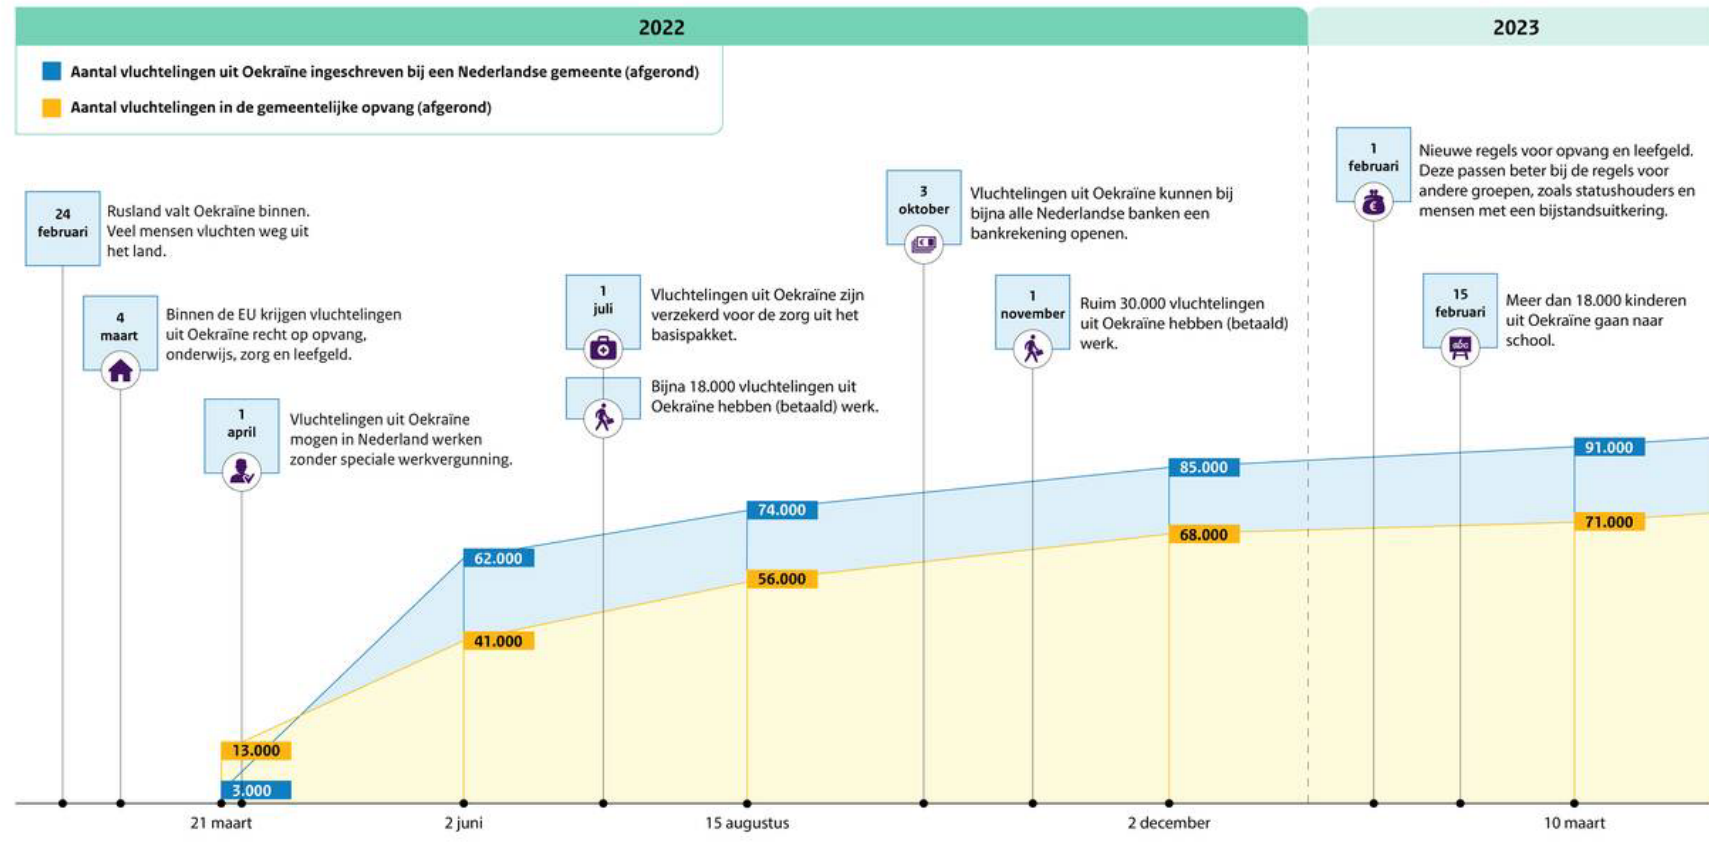 2022
2023
Aantal vluchtelingen uit Oekraïne ingeschreven bij een Nederlandse gemeente (afgerond)
Aantal vluchtelingen in de gemeentelijke opvang (afgerond)
24
februari
Rusland valt Oekraïne binnen.
Veel mensen vluchten weg uit
het land.
4
maart
Binnen de EU krijgen vluchtelingen
uit Oekraïne recht op opvang,
onderwijs, zorg en leefgeld.
1
april
Vluchtelingen uit Oekraïne
mogen in Nederland werken
zonder speciale werkvergunning.
1
juli
Vluchtelingen uit Oekraïne zijn
verzekerd voor de zorg uit het
basispakket.
Bijna 18.000 vluchtelingen uit
Oekraïne hebben (betaald) werk.
3
oktober
Vluchtelingen uit Oekraïne kunnen bij
bijna alle Nederlandse banken een
bankrekening openen.
1
november
Ruim 30.000 vluchtelingen
uit Oekraïne hebben (betaald)
werk.
1
februari
€
Nieuwe regels voor opvang en leefgeld.
Deze passen beter bij de regels voor
andere groepen, zoals statushouders en
mensen met een bijstandsuitkering.
15
februari
abc
Meer dan 18.000 kinderen
uit Oekraïne gaan naar
school.
13.000
3.000
62.000
41.000
74.000
56.000
85.000
68.000
91.000
71.000
21 maart
2 juni
15 augustus
2 december
10 maart